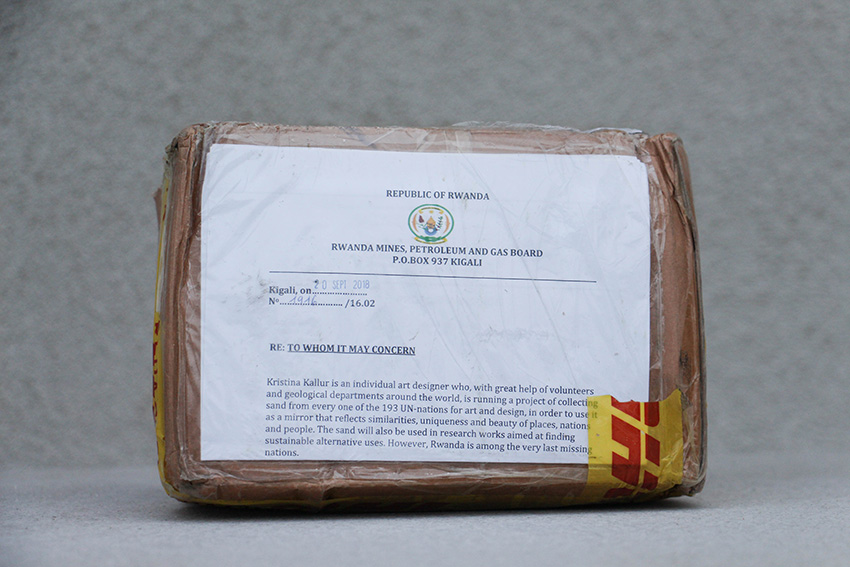 REPUBLIC OF RWANDA
RWANDA MINES, PETROLEUM AND GAS BOARD
P.O.BOX 937 KIGALI
Kigali, on 20 SEPT 2018
N° 1916 /16.02
RE: TO WHOM IT MAY CONCERN
Kristina Kallur is an individual art designer who, with great help of volunteers
and geological departments around the world, is running a project of collecting
sand from every one of the 193 UN-nations for art and design, in order to use it
as a mirror that reflects similarities, uniqueness and beauty of places, nations
and people. The sand will also be used in research works aimed at finding
sustainable alternative uses. However, Rwanda is among the very last missing
nations.